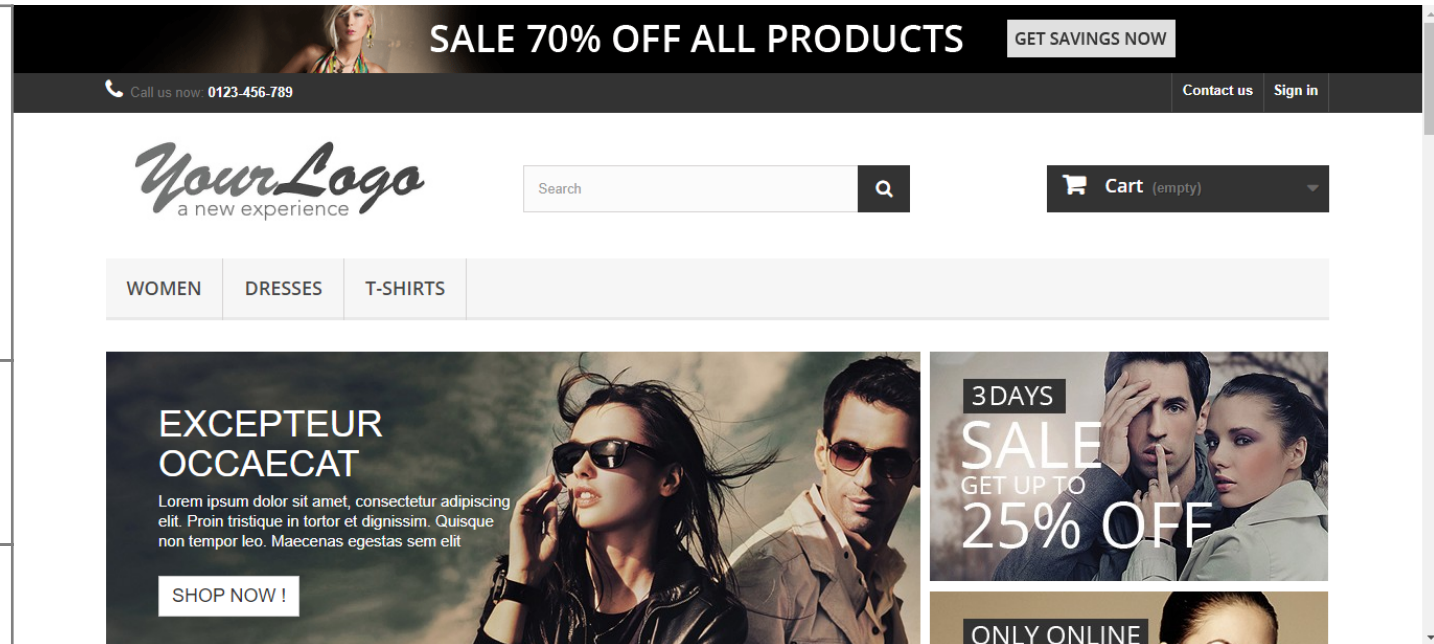 SALE 70% OFF ALL PRODUCTS
GET SAVINGS NOW
Call us now: 0123-456-789
Contact us
Sign in
YourLogo
a new experience
Search
Cart (empty)
WOMEN
DRESSES
T-SHIRTS
EXCEPTEUR
OCCAECAT
Lorem ipsum dolor sit amet, consectetur adipiscing
elit. Proin tristique in tortor et dignissim. Quisque
non tempor leo. Maecenas egestas sem elit
SHOP NOW !
3 DAYS
SALE
GET UP TO
25% OFF
ONLY ONLINE